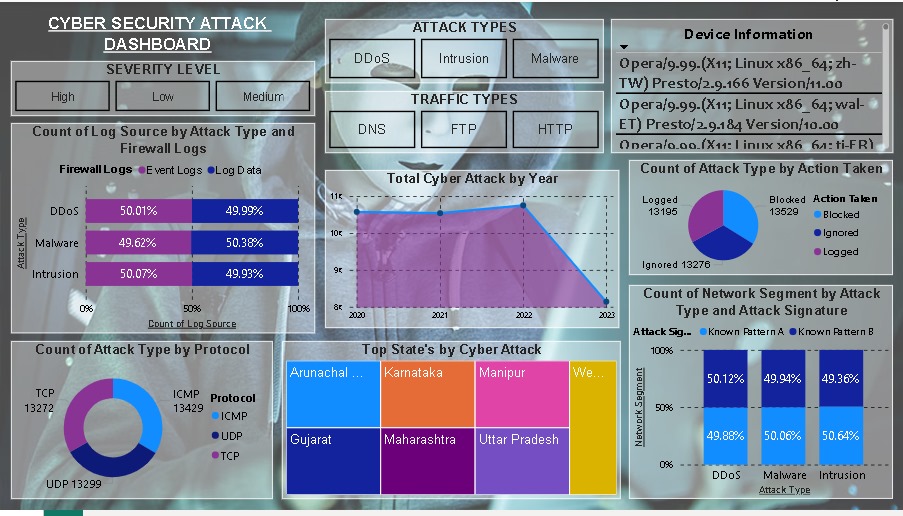 CYBER SECURITY ATTACK
DASHBOARD
SEVERITY LEVEL
High
Low
Medium
ATTACK TYPES
DDoS
Intrusion
Malware
TRAFFIC TYPES
DNS
FTP
HTTP
Device Information
Opera/9.99.(X11; Linux x86_64; zh-
TW) Presto/2.9.166 Version/11.00
Opera/9.99.(X11; Linux x86_64; wal-
ET) Presto/2.9.184 Version/10.00
Opera/9.99.(X11; Linux x86_64; ti-ER)
Count of Log Source by Attack Type and
Firewall Logs
Firewall Logs Event Logs Log Data
Attack Type
DDoS 50.01% 49.99%
Malware 49.62% 50.38%
Intrusion 50.07% 49.93%
0% 50% 100%
Count of Log Source
Total Cyber Attack by Year
11K
10K
9K
8K
2020 2021 2022 2023
Count of Attack Type by Action Taken
Logged
13195
Blocked
13529
Ignored 13276
Action Taken
Blocked
Ignored
Logged
Count of Attack Type by Protocol
TCP
13272
ICMP
13429
UDP 13299
Protocol
ICMP
UDP
TCP
Top State's by Cyber Attack
Arunachal ...
Karnataka
Manipur
We...
Gujarat
Maharashtra
Uttar Pradesh
Count of Network Segment by Attack
Type and Attack Signature
Attack Sig... Known Pattern A Known Pattern B
Network Segment
100%
50.12% 49.94% 49.36%
50%
49.88% 50.06% 50.64%
0%
DDoS Malware Intrusion
Attack Type